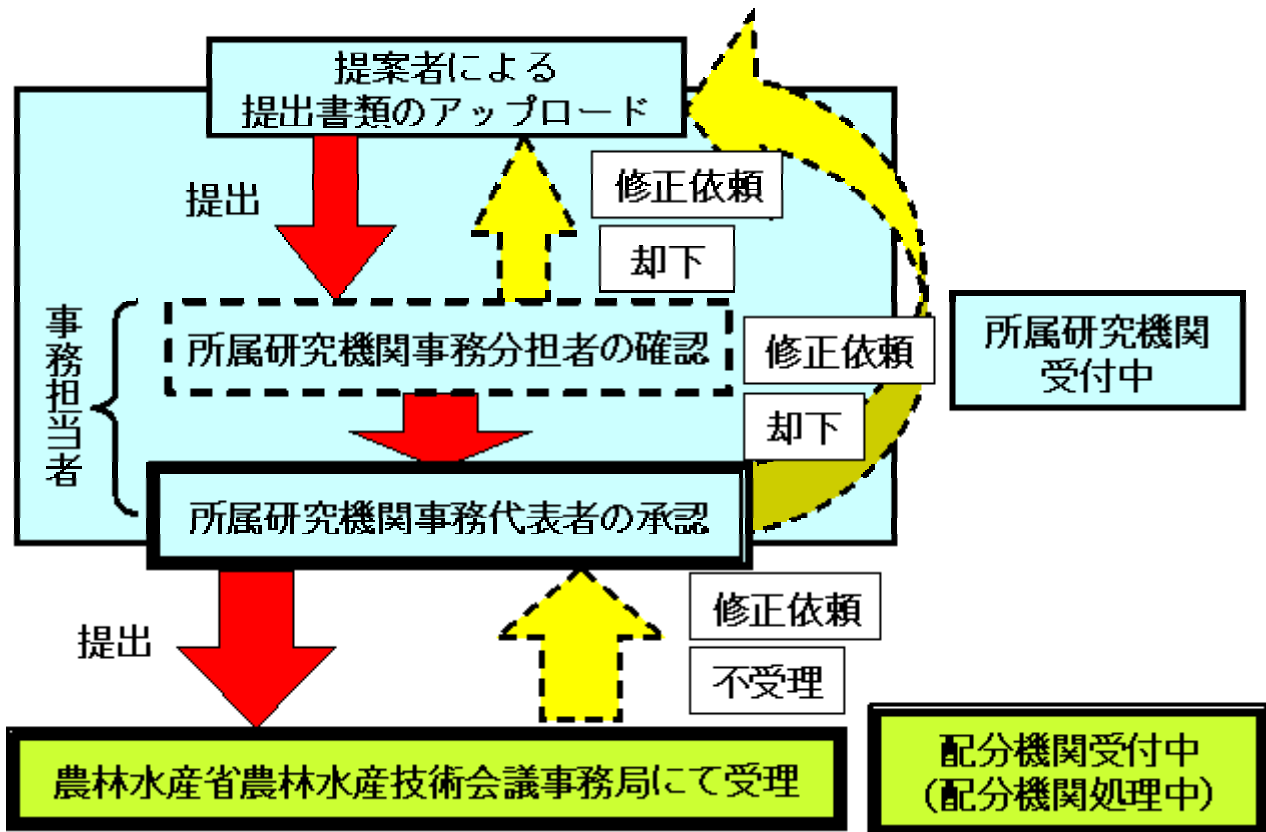 提案者による
提出書類のアップロード
提出
修正依頼
却下
事務担当者
所属研究機関事務分担者の確認
修正依頼
却下
所属研究機関
受付中
所属研究機関事務代表者の承認
提出
修正依頼
不受理
農林水産省農林水産技術会議事務局にて受理
配分機関受付中
(配分機関処理中)